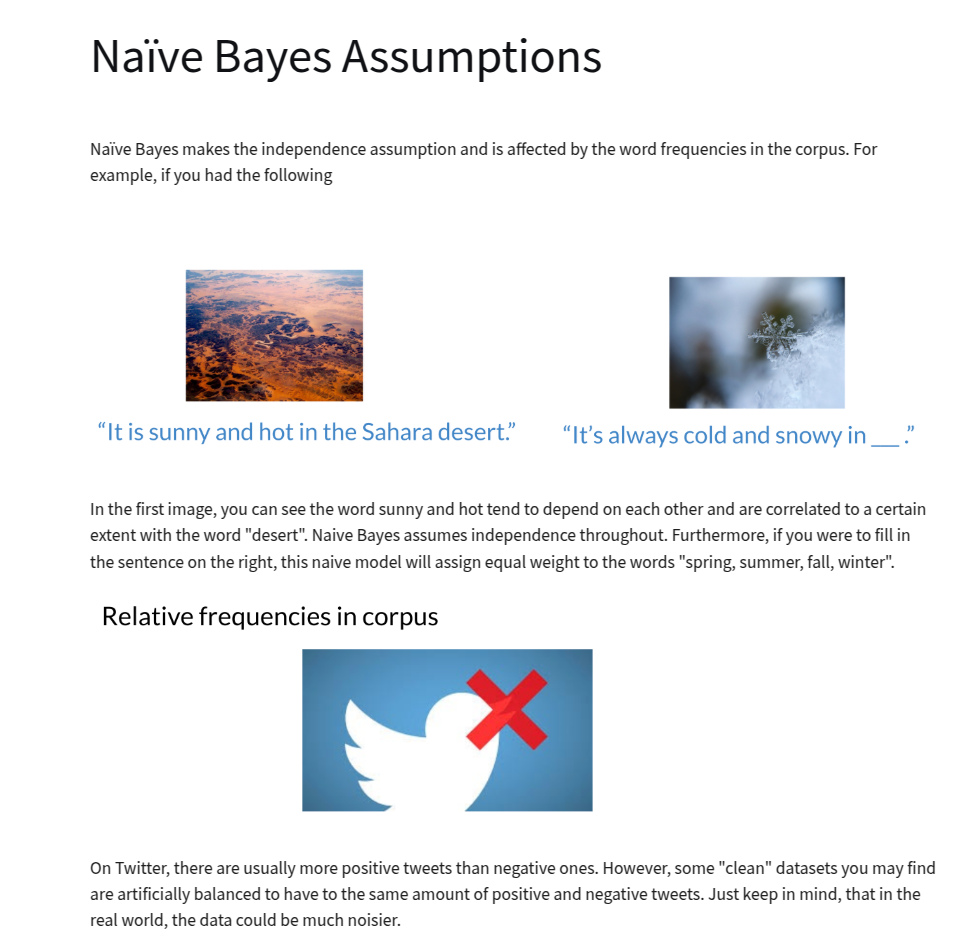 Naïve Bayes Assumptions
Naïve Bayes makes the independence assumption and is affected by the word frequencies in the corpus. For
example, if you had the following
“It is sunny and hot in the Sahara desert.”
“It’s always cold and snowy in ___ .”
In the first image, you can see the word sunny and hot tend to depend on each other and are correlated to a certain
extent with the word "desert". Naive Bayes assumes independence throughout. Furthermore, if you were to fill in
the sentence on the right, this naive model will assign equal weight to the words "spring, summer, fall, winter".
Relative frequencies in corpus
On Twitter, there are usually more positive tweets than negative ones. However, some "clean" datasets you may find
are artificially balanced to have to the same amount of positive and negative tweets. Just keep in mind, that in the
real world, the data could be much noisier.